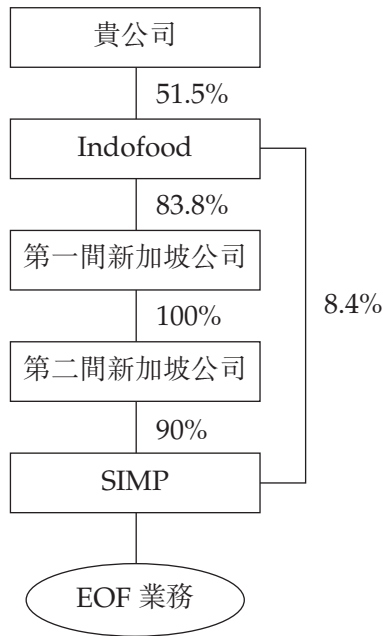 貴公司
51.5%
Indofood
83.8%
第一間新加坡公司
8.4%
100%
第二間新加坡公司
90%
SIMP
EOF 業務